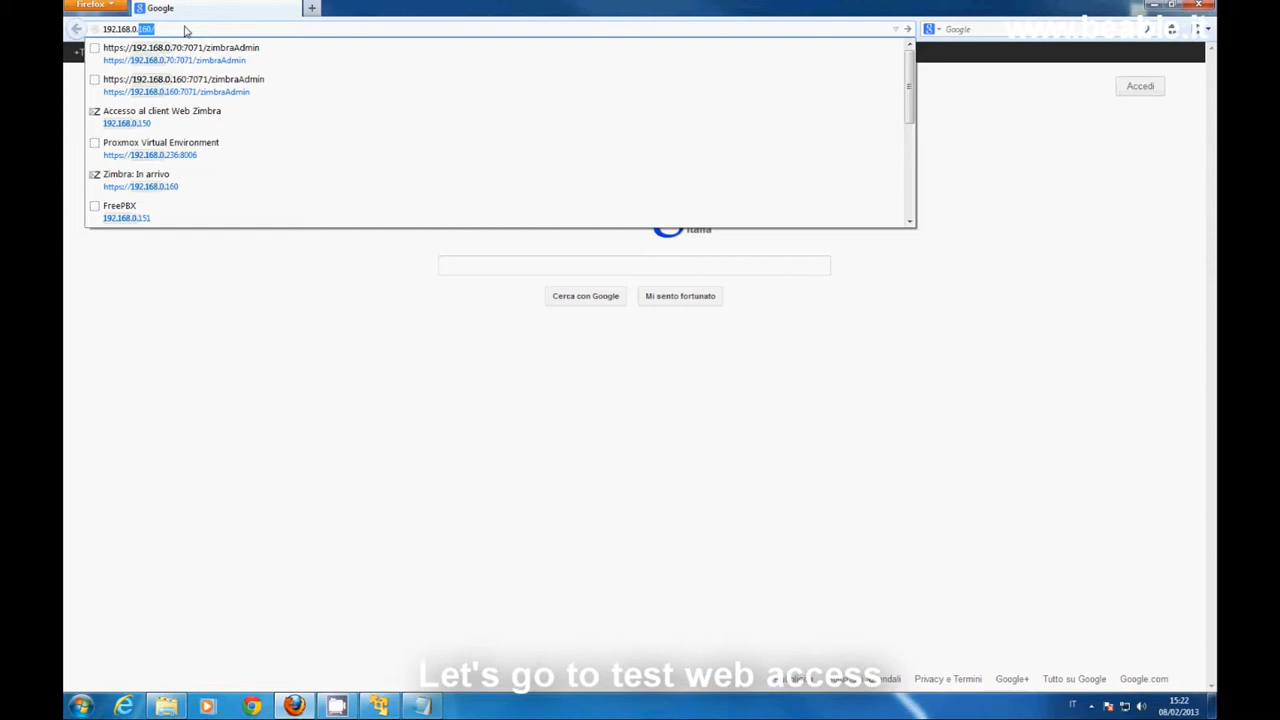 Firefox
Google
192.168.0.160/
Google
www.beable.it
https://192.168.0.70:7071/zimbraAdmin
https://192.168.0.70:7071/zimbraAdmin
https://192.168.0.160:7071/zimbraAdmin
https://192.168.0.160:7071/zimbraAdmin
Accesso al client Web Zimbra
192.168.0.150
Proxmox Virtual Environment
https://192.168.0.236:8006
Zimbra: In arrivo
https://192.168.0.160
FreePBX
192.168.0.151
Accedi
Italia
Cerca con Google
Mi sento fortunato
Let's go to test web access
Privacy e Termini
Google+
Tutto su Google
Google.com
IT
15:22
08/02/2013